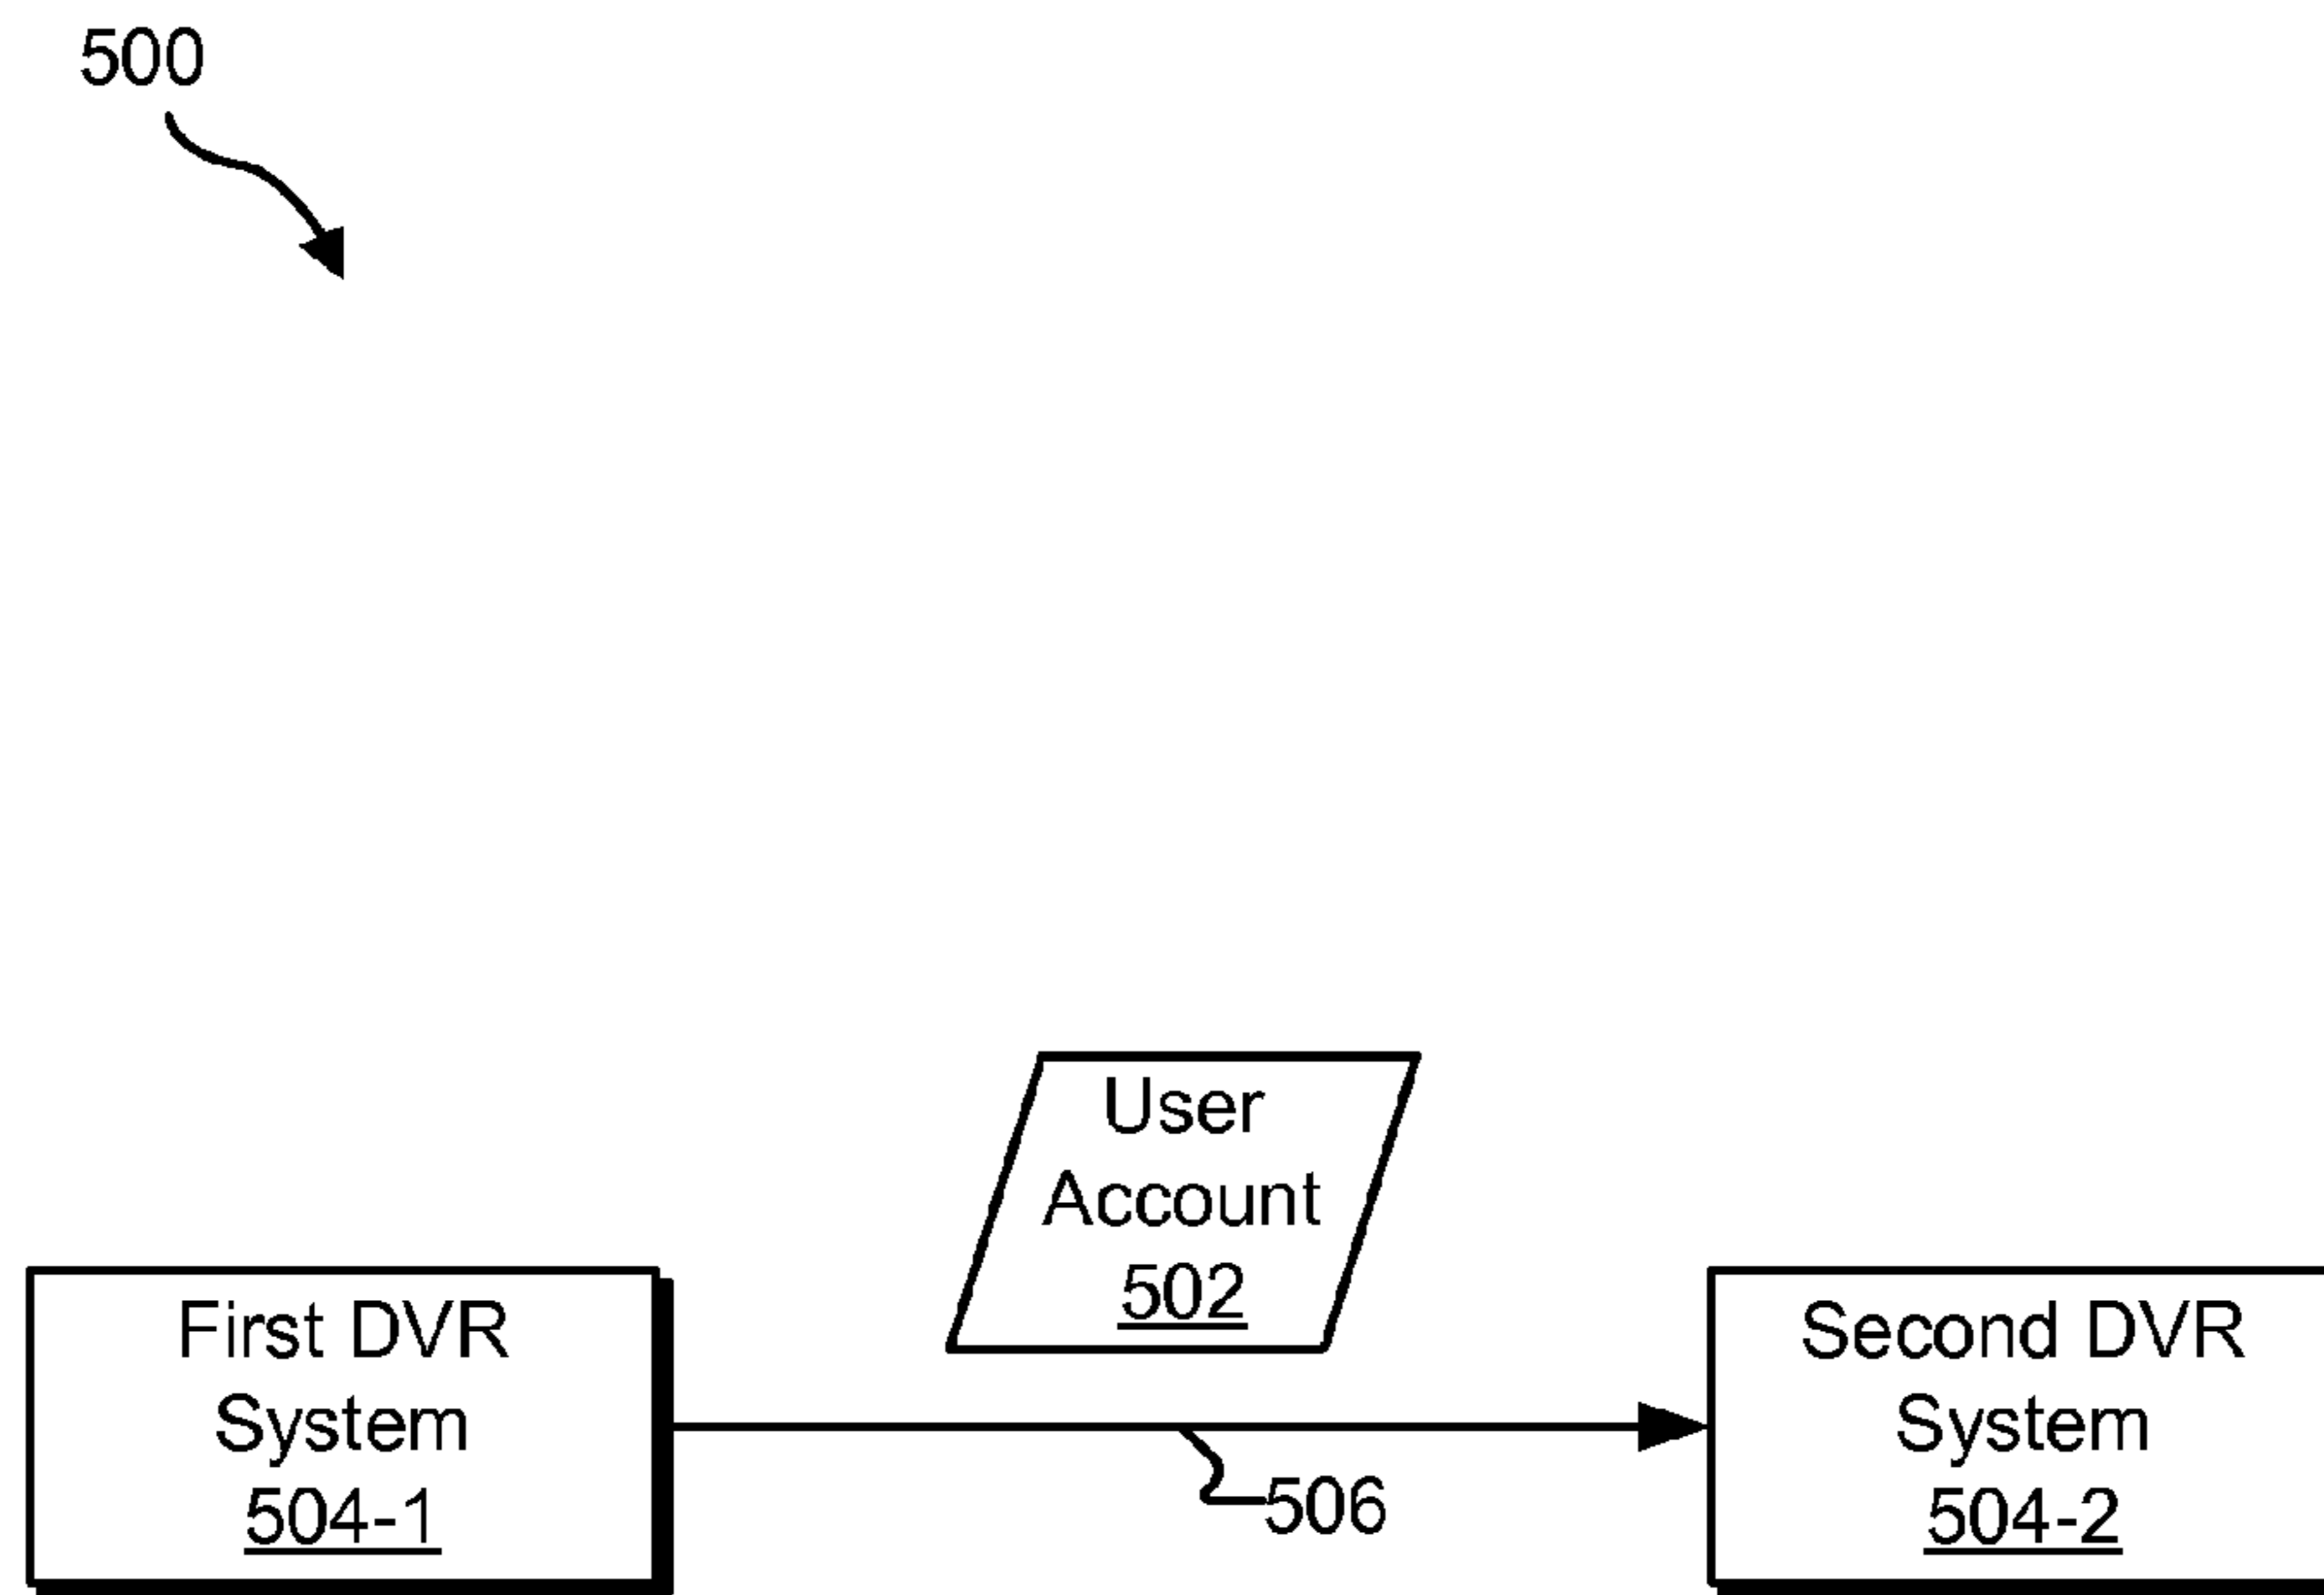 500
User
Account
502
First DVR
System
504-1
506
Second DVR
System
504-2